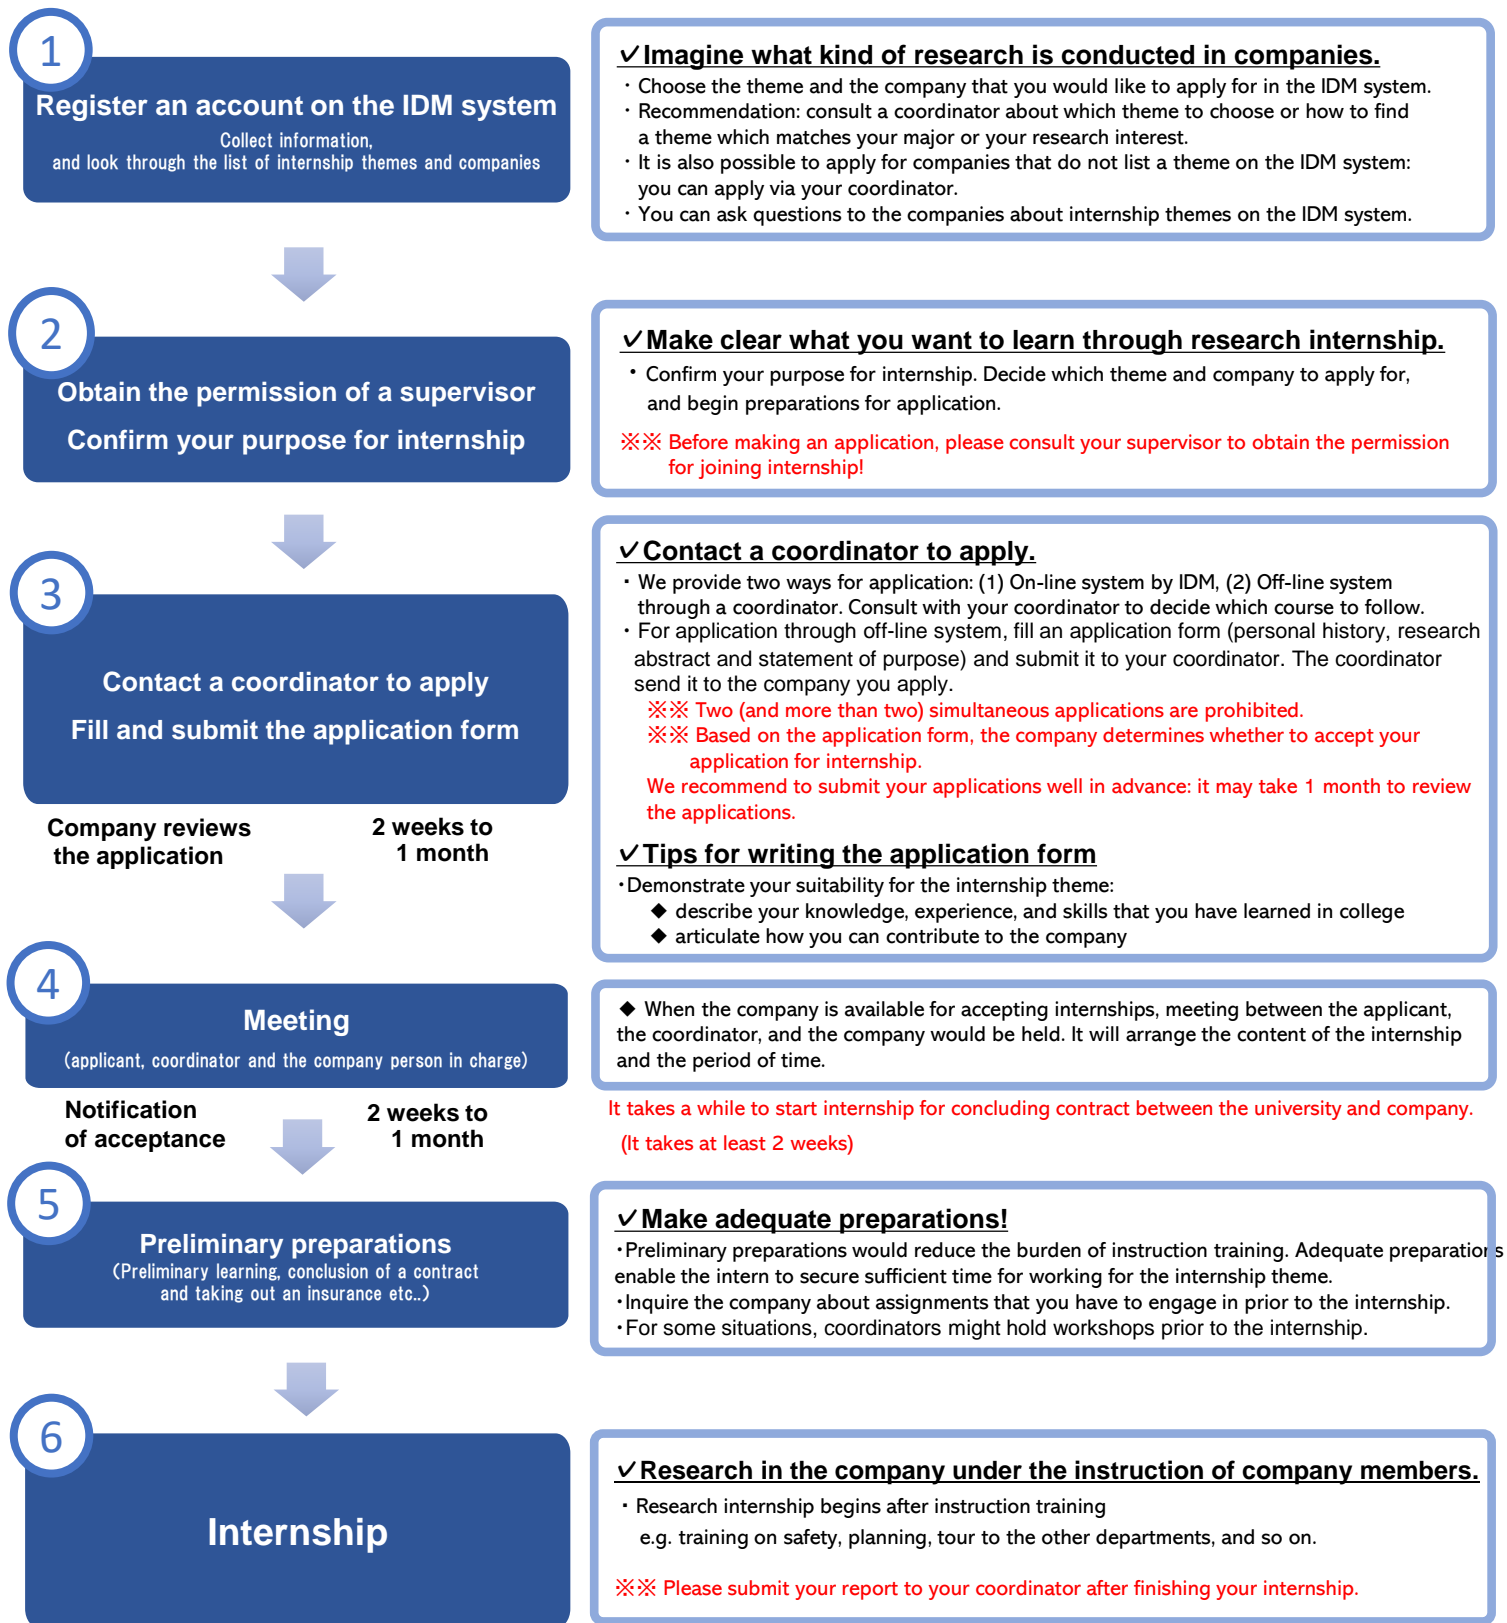 1
Register an account on the IDM system
Collect information,
and look through the list of internship themes and companies
✓Imagine what kind of research is conducted in companies.
・Choose the theme and the company that you would like to apply for in the IDM system.
・Recommendation: consult a coordinator about which theme to choose or how to find
a theme which matches your major or your research interest.
・It is also possible to apply for companies that do not list a theme on the IDM system:
you can apply via your coordinator.
・You can ask questions to the companies about internship themes on the IDM system.
2
Obtain the permission of a supervisor
Confirm your purpose for internship
✓Make clear what you want to learn through research internship.
・Confirm your purpose for internship. Decide which theme and company to apply for,
and begin preparations for application.
※※ Before making an application, please consult your supervisor to obtain the permission
for joining internship!
3
Contact a coordinator to apply
Fill and submit the application form
✓Contact a coordinator to apply.
・We provide two ways for application: (1) On-line system by IDM, (2) Off-line system
through a coordinator. Consult with your coordinator to decide which course to follow.
・For application through off-line system, fill an application form (personal history, research
abstract and statement of purpose) and submit it to your coordinator. The coordinator
send it to the company you apply.
※※ Two (and more than two) simultaneous applications are prohibited.
※※ Based on the application form, the company determines whether to accept your
application for internship.
We recommend to submit your applications well in advance: it may take 1 month to review
the applications.
✓Tips for writing the application form
・Demonstrate your suitability for the internship theme:
◆ describe your knowledge, experience, and skills that you have learned in college
◆ articulate how you can contribute to the company
Company reviews
the application
2 weeks to
1 month
4
Meeting
(applicant, coordinator and the company person in charge)
◆ When the company is available for accepting internships, meeting between the applicant,
the coordinator, and the company would be held. It will arrange the content of the internship
and the period of time.
Notification
of acceptance
2 weeks to
1 month
It takes a while to start internship for concluding contract between the university and company.
(It takes at least 2 weeks)
5
Preliminary preparations
(Preliminary learning, conclusion of a contract
and taking out an insurance etc..)
✓Make adequate preparations!
・Preliminary preparations would reduce the burden of instruction training. Adequate preparations
enable the intern to secure sufficient time for working for the internship theme.
・Inquire the company about assignments that you have to engage in prior to the internship.
・For some situations, coordinators might hold workshops prior to the internship.
6
Internship
✓Research in the company under the instruction of company members.
・Research internship begins after instruction training
e.g. training on safety, planning, tour to the other departments, and so on.
※※ Please submit your report to your coordinator after finishing your internship.